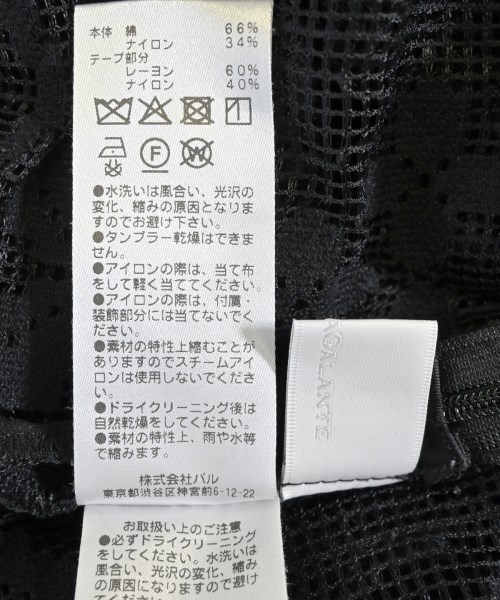 本体 綿 66%
ナイロン 34%
テープ部分
レーヨン 60%
ナイロン 40%
F W
●水洗いは風合い、光沢の
変化、縮みの原因となりま
すのでお避け下さい。
●タンブラー乾燥はできま
せん。
●アイロンの際は、当て布
をして軽く当ててください。
●アイロンの際は、付属・
装飾部分には当てないでく
ださい。
●素材の特性上縮むことが
ありますのでスチームアイ
ロンは使用しないでくださ
い。
●ドライクリーニング後は
自然乾燥をしてください。
●素材の特性上、雨や水等
で縮みます。
株式会社バル
東京都渋谷区神宮前6-12-22
お取扱い上のご注意
●必ずドライクリーニング
をしてください。水洗いは
風合い、光沢の変化、縮み
の原因になりますので避け